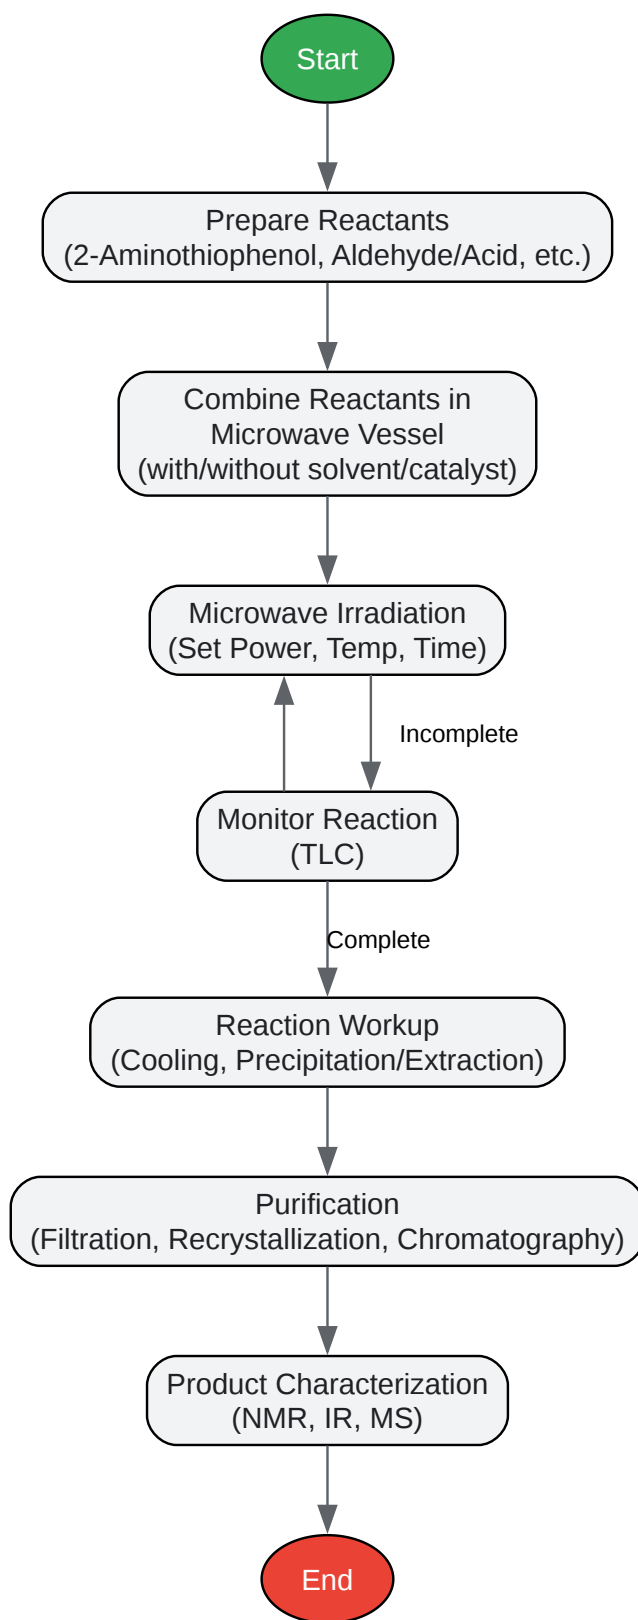 Start
Prepare Reactants
(2-Aminothiophenol, Aldehyde/Acid, etc.)
Combine Reactants in
Microwave Vessel
(with/without solvent/catalyst)
Microwave Irradiation
(Set Power, Temp, Time)
Incomplete
Monitor Reaction
(TLC)
Complete
Reaction Workup
(Cooling, Precipitation/Extraction)
Purification
(Filtration, Recrystallization, Chromatography)
Product Characterization
(NMR, IR, MS)
End